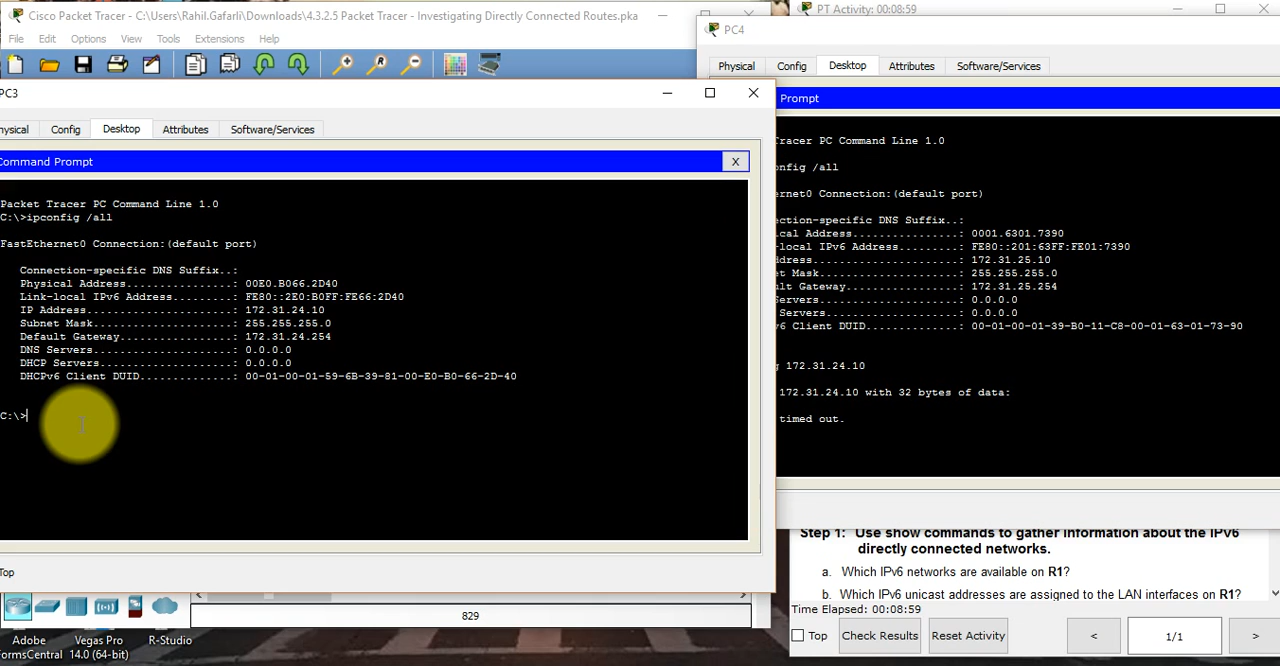 Cisco Packet Tracer - C:\Users\Rahil.Gafarli\Downloads\4.3.2.5 Packet Tracer - Investigating Directly Connected Routes.pka
File Edit Options View Tools Extensions Help
PT Activity: 00:08:59
PC4
Physical Config Desktop Attributes Software/Services
Prompt
Tracer PC Command Line 1.0
onfig /all
ernet0 Connection:(default port)
ection-specific DNS Suffix..:
cal Address................: 0001.6301.7390
-local IPv6 Address.........: FE80::201:63FF:FE01:7390
ddress.....................: 172.31.25.10
et Mask.....................: 255.255.255.0
lt Gateway.................: 172.31.25.254
Servers.....................: 0.0.0.0
Servers....................: 0.0.0.0
v6 Client DUID.............: 00-01-00-01-39-B0-11-C8-00-01-63-01-73-90
g 172.31.24.10
172.31.24.10 with 32 bytes of data:
timed out.
PC3
hysical Config Desktop Attributes Software/Services
Command Prompt
X
Packet Tracer PC Command Line 1.0
C:\>ipconfig /all
FastEthernet0 Connection:(default port)
Connection-specific DNS Suffix..:
Physical Address................: 00E0.B066.2D40
Link-local IPv6 Address.........: FE80::2E0:B0FF:FE66:2D40
IP Address......................: 172.31.24.10
Subnet Mask.....................: 255.255.255.0
Default Gateway.................: 172.31.24.254
DNS Servers.....................: 0.0.0.0
DHCP Servers....................: 0.0.0.0
DHCPv6 Client DUID..............: 00-01-00-01-59-6B-39-81-00-E0-B0-66-2D-40
C:\>
Top
829
Step 1: Use show commands to gather information about the IPv6
directly connected networks.
a. Which IPv6 networks are available on R1?
b. Which IPv6 unicast addresses are assigned to the LAN interfaces on R1?
Time Elapsed: 00:08:59
Top Check Results Reset Activity < 1/1 >
Adobe
ormsCentral
Vegas Pro
14.0 (64-bit)
R-Studio